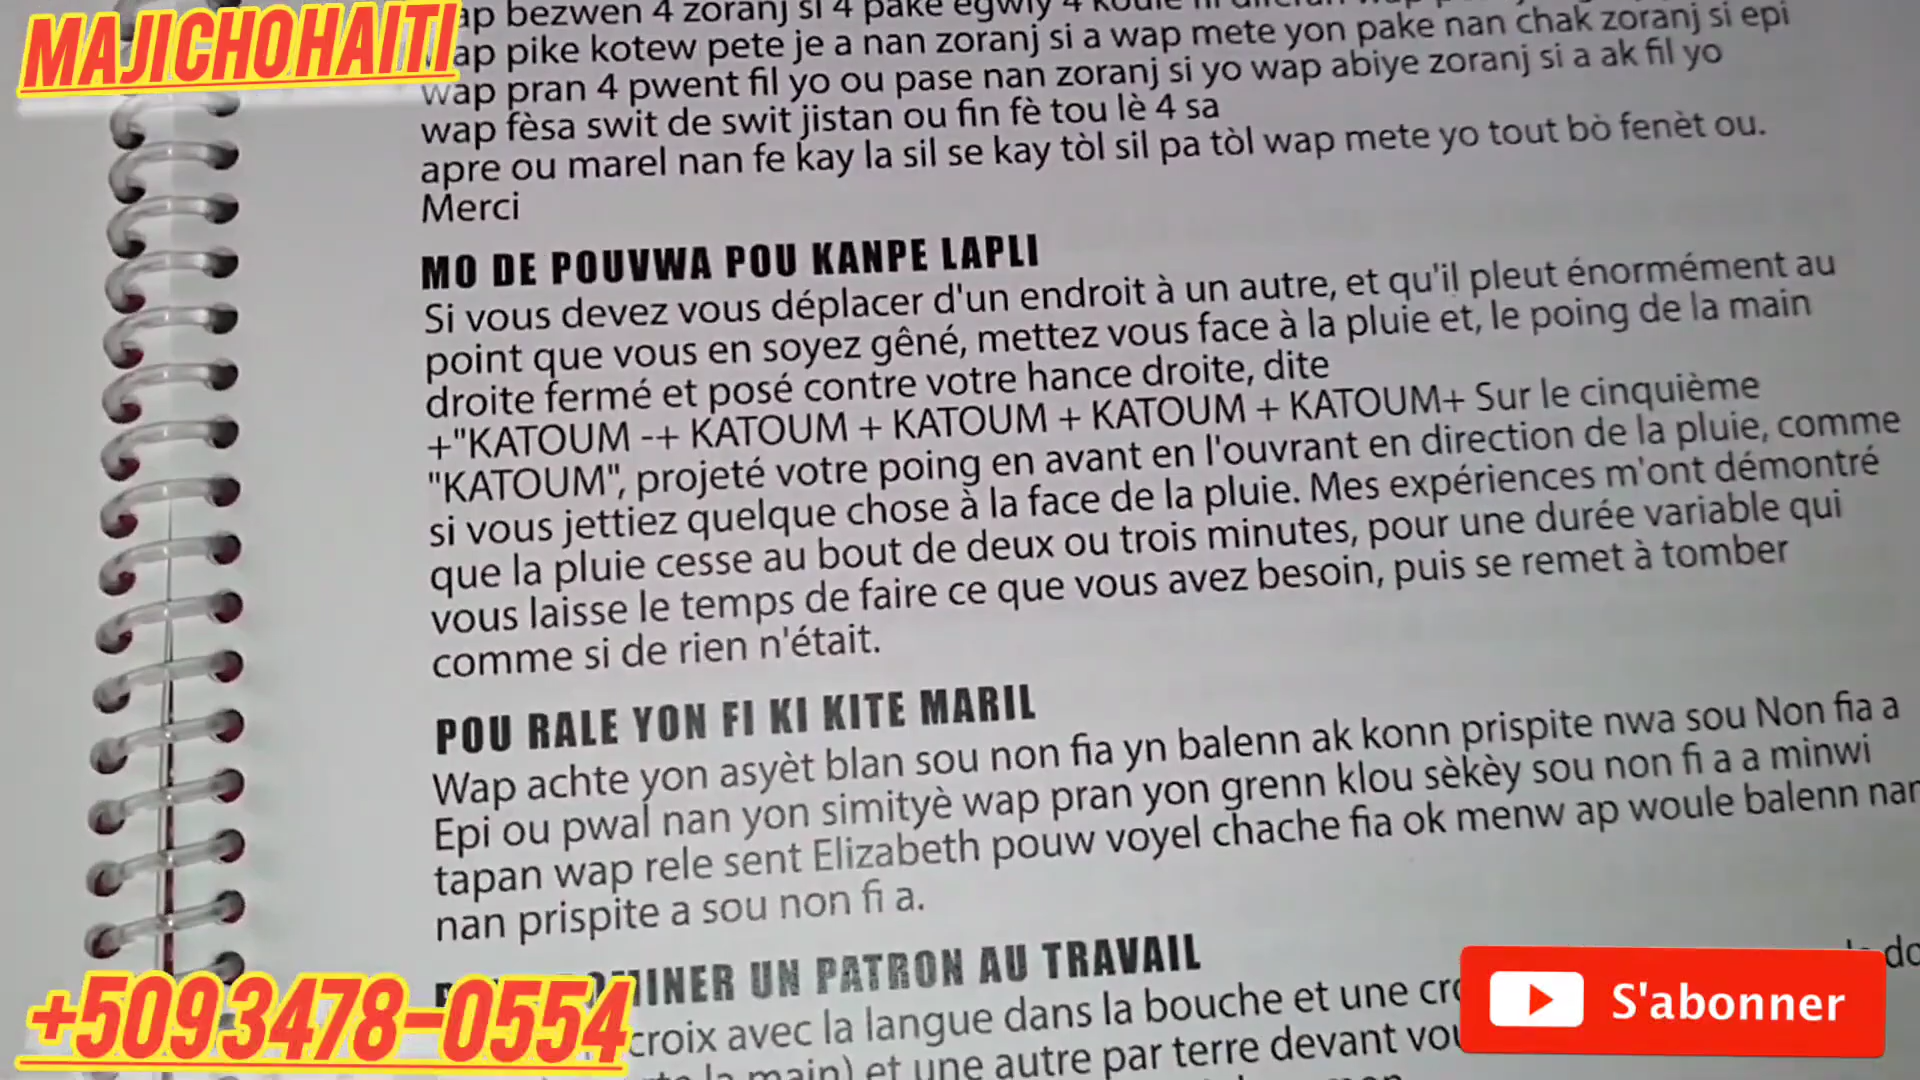 MAJICHOHAITI
ap bezwen 4 zoranj si 4 pake egwiy 4
wap pike kotew pete je a nan zoranj si a wap mete yon pake nan chak zoranj si epi
wap pran 4 pwent fil yo ou pase nan zoranj si yo wap abiye zoranj si a ak fil yo
wap fèsa swit de swit jistan ou fin fè tou lè 4 sa
apre ou marel nan fe kay la sil se kay tòl sil pa tòl wap mete yo tout bò fenèt ou.
Merci
MO DE POUVWA POU KANPE LAPLI
Si vous devez vous déplacer d'un endroit à un autre, et qu'il pleut énormément au
point que vous en soyez gêné, mettez vous face à la pluie et, le poing de la main
droite fermé et posé contre votre hance droite, dite
+"KATOUM -+ KATOUM + KATOUM + KATOUM + KATOUM+ Sur le cinquième
"KATOUM", projeté votre poing en avant en l'ouvrant en direction de la pluie, comme
si vous jettiez quelque chose à la face de la pluie. Mes expériences m'ont démontré
que la pluie cesse au bout de deux ou trois minutes, pour une durée variable qui
vous laisse le temps de faire ce que vous avez besoin, puis se remet à tomber
comme si de rien n'était.
POU RALE YON FI KI KITE MARIL
Wap achte yon asyèt blan sou non fia yn balenn ak konn prispite nwa sou Non fia a
Epi ou pwal nan yon simityè wap pran yon grenn klou sèkèy sou non fi a a minwi
tapan wap rele sent Elizabeth pouw voyel chache fia ok menw ap woule balenn nan
nan prispite a sou non fi a.
UN PATRON AU TRAVAIL
croix avec la langue dans la bouche et une
la main) et une autre par terre devant
+5093478-0554
S'abonner